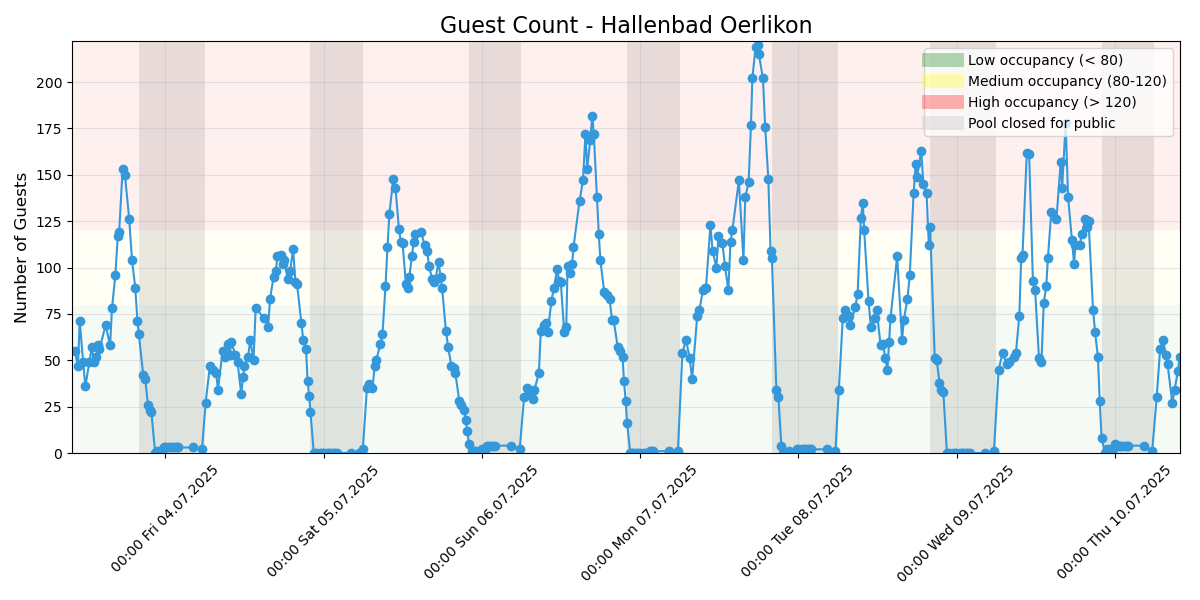 Guest Count - Hallenbad Oerlikon
Low occupancy (< 80)
Medium occupancy (80-120)
High occupancy (> 120)
Pool closed for public
Number of Guests
200
175
150
125
100
75
50
25
0
00:00 Fri 04.07.2025
00:00 Sat 05.07.2025
00:00 Sun 06.07.2025
00:00 Mon 07.07.2025
00:00 Tue 08.07.2025
00:00 Wed 09.07.2025
00:00 Thu 10.07.2025